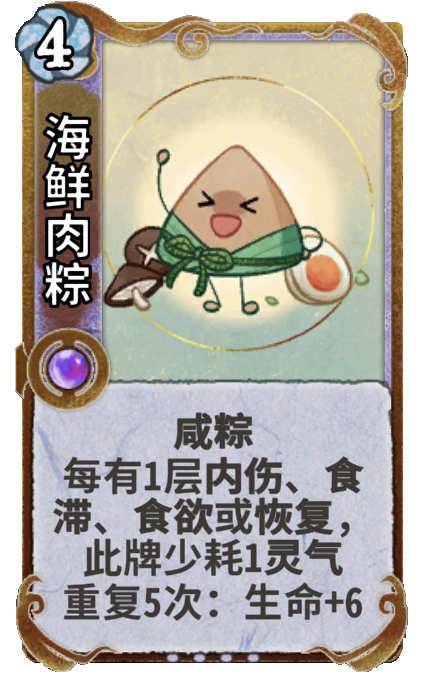 4
海鲜肉粽
咸粽
每有1层内伤、食
滞、食欲或恢复，
此牌少耗1灵气
重复5次：生命+6